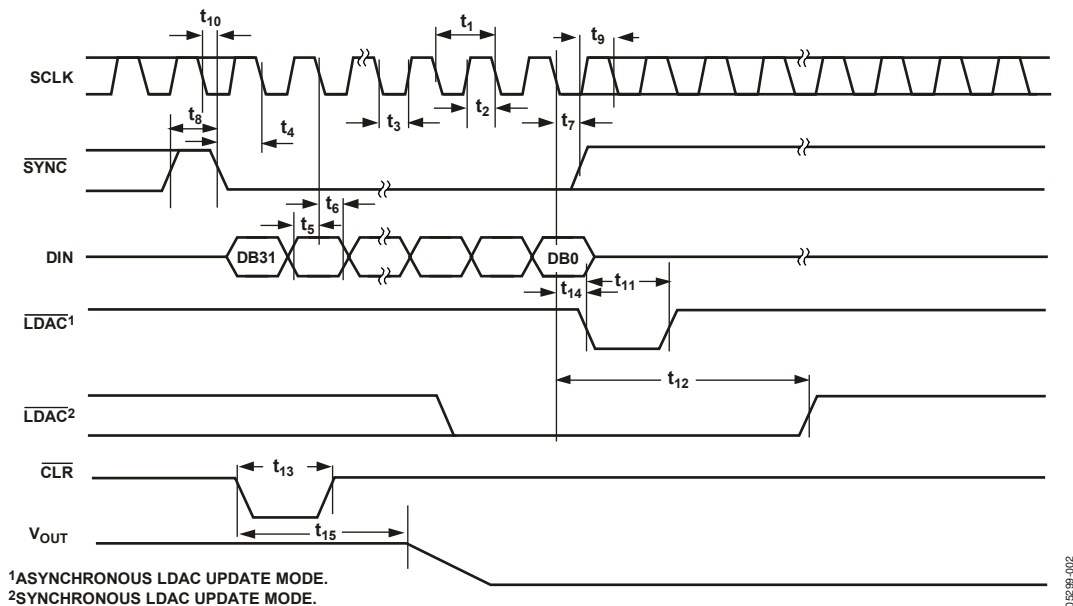 t10
t1
t9
SCLK
t8
t4
t3
t2
t7
SYNC
t6
t5
DIN
DB31
DB0
t14
t11
LDAC1
t12
LDAC2
CLR
t13
t15
VOUT
1ASYNCHRONOUS LDAC UPDATE MODE.
2SYNCHRONOUS LDAC UPDATE MODE.
05299-002